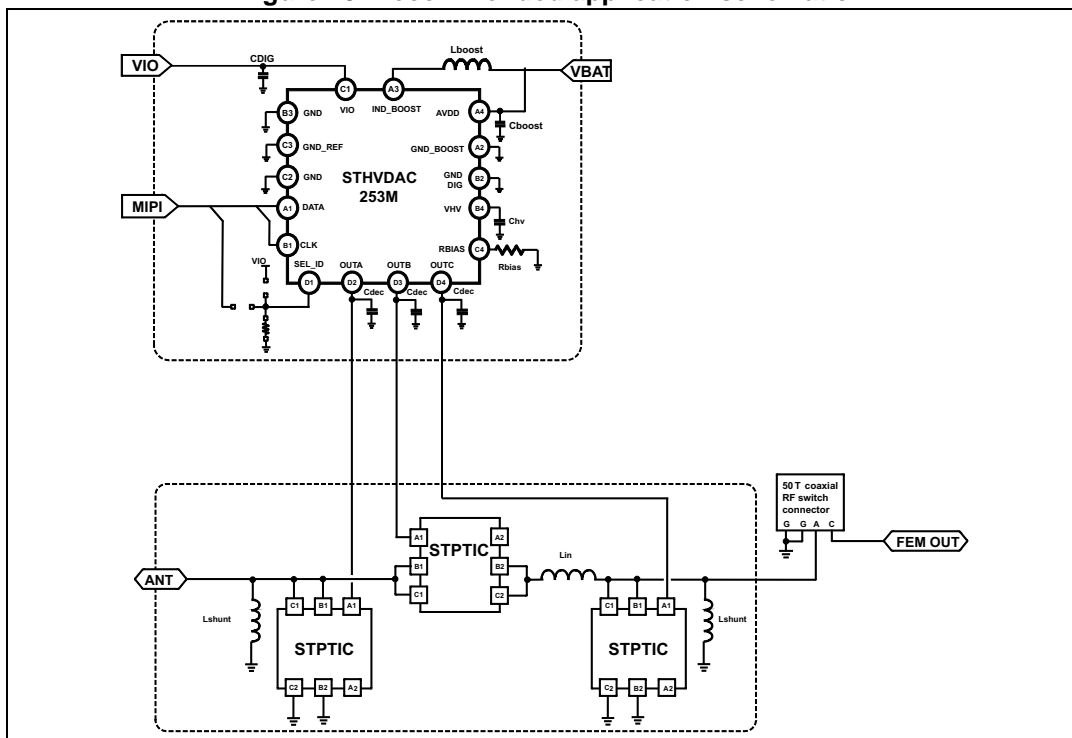 Lboost
VIO
CDIG
VBAT
C1
A3
VIO
IND_BOOST
AVDD
A4
B3
GND
Cboost
C3
GND_REF
GND_BOOST
A2
C2
GND
STHVDAC
253M
GND
DIG
B2
MIPI
A1
DATA
VHV
B4
Chv
B1
CLK
RBIAS
C4
Rbias
VIO
SEL_ID
OUTA
OUTB
OUTC
D1
D2
Cdec
D3
Cdec
D4
Cdec
50 T coaxial
RF switch
connector
G G A C
FEM OUT
A1
STPTIC
A2
B1
B2
Lin
ANT
C1
C2
C1
B1
A1
C1
B1
A1
Lshunt
STPTIC
STPTIC
Lshunt
C2
B2
A2
C2
B2
A2